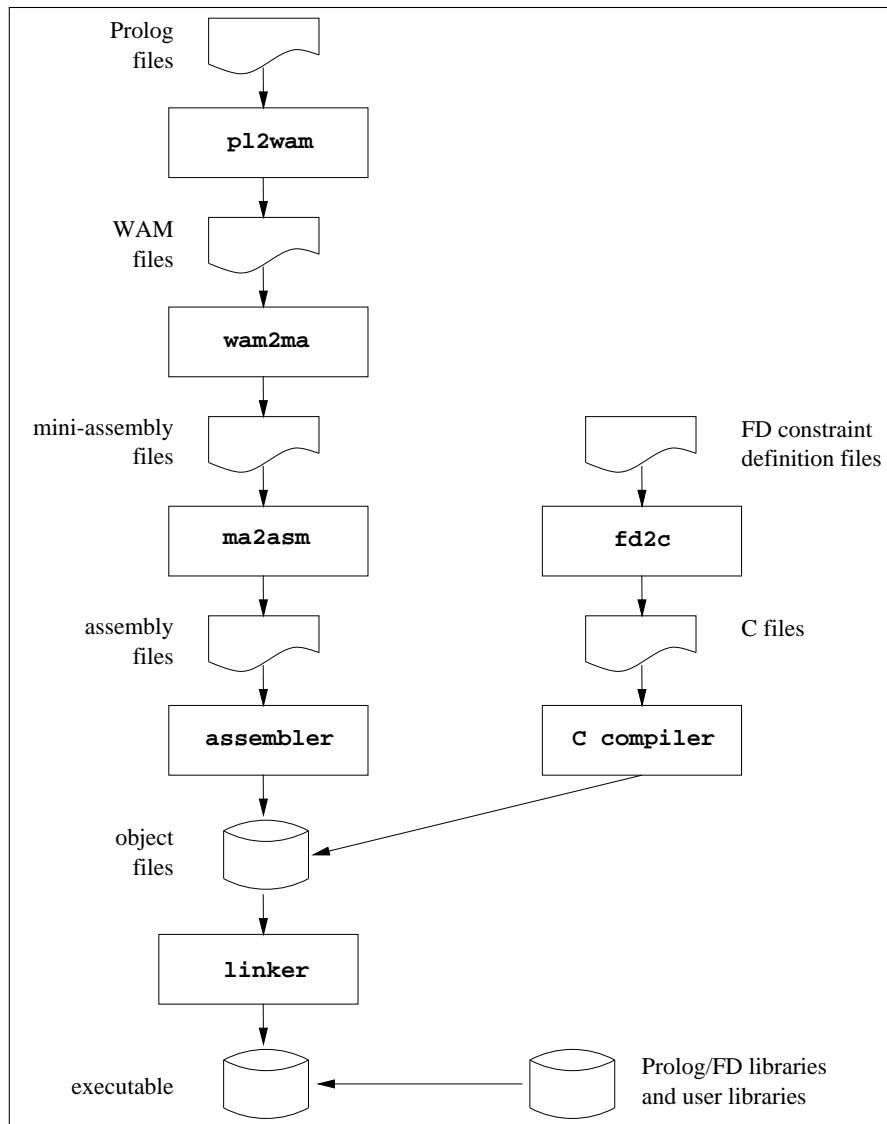 Prolog
files
pl2wam
WAM
files
wam2ma
mini-assembly
files
FD constraint
definition files
ma2asm
fd2c
assembly
files
C files
assembler
C compiler
object
files
linker
executable
Prolog/FD libraries
and user libraries